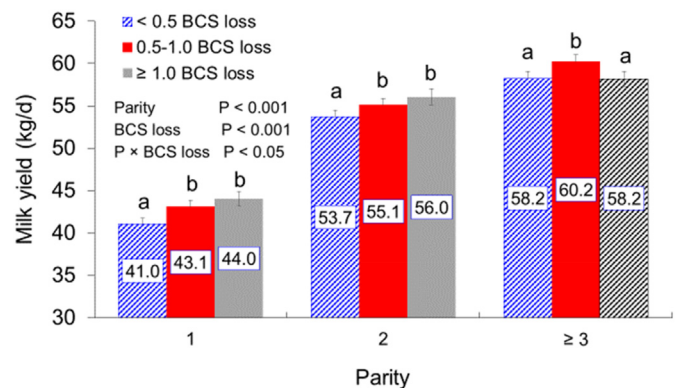 < 0.5 BCS loss
0.5-1.0 BCS loss
≥ 1.0 BCS loss
Parity P < 0.001
BCS loss P < 0.001
P × BCS loss P < 0.05
Milk yield (kg/d)
65
60
55
50
45
40
35
30
a b b
a b b
a b a
41.0 43.1 44.0
53.7 55.1 56.0
58.2 60.2 58.2
1 2 ≥ 3
Parity